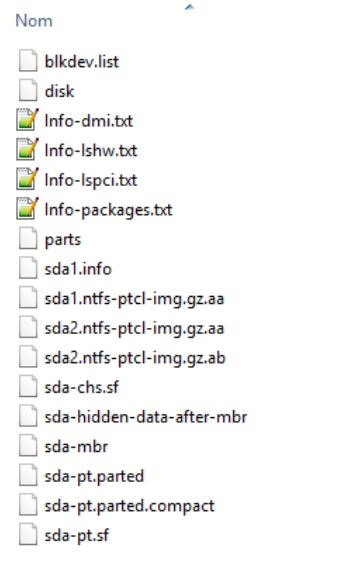 Nom
blkdev.list
disk
Info-dmi.txt
Info-lshw.txt
Info-lspci.txt
Info-packages.txt
parts
sda1.info
sda1.ntfs-ptcl-img.gz.aa
sda2.ntfs-ptcl-img.gz.aa
sda2.ntfs-ptcl-img.gz.ab
sda-chs.sf
sda-hidden-data-after-mbr
sda-mbr
sda-pt.parted
sda-pt.parted.compact
sda-pt.sf